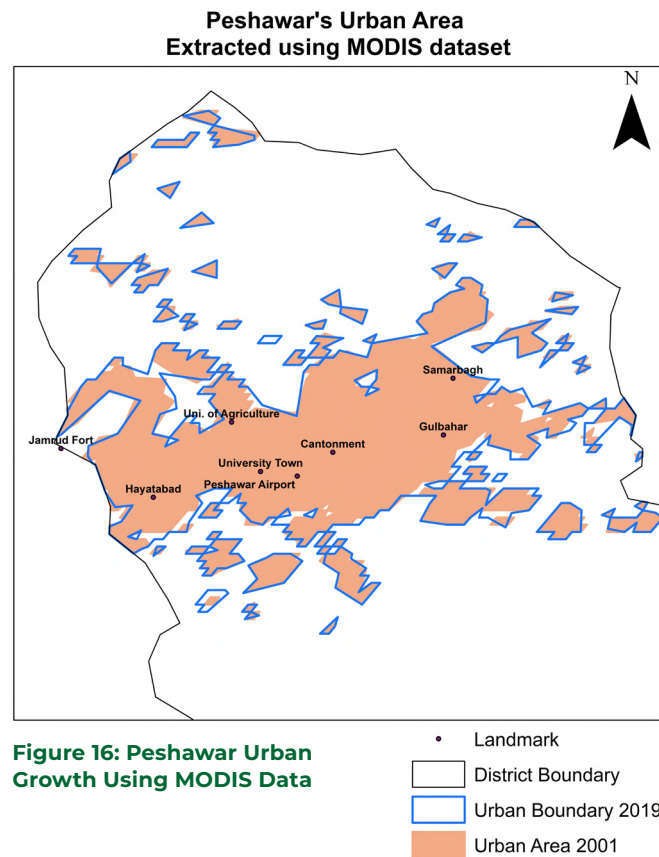 Peshawar's Urban Area
Extracted using MODIS dataset
N
Samarbagh
Uni. of Agriculture
Gulbahar
Jamrud Fort
Cantonment
University Town
Peshawar Airport
Hayatabad
Figure 16: Peshawar Urban
Growth Using MODIS Data
Landmark
District Boundary
Urban Boundary 2019
Urban Area 2001